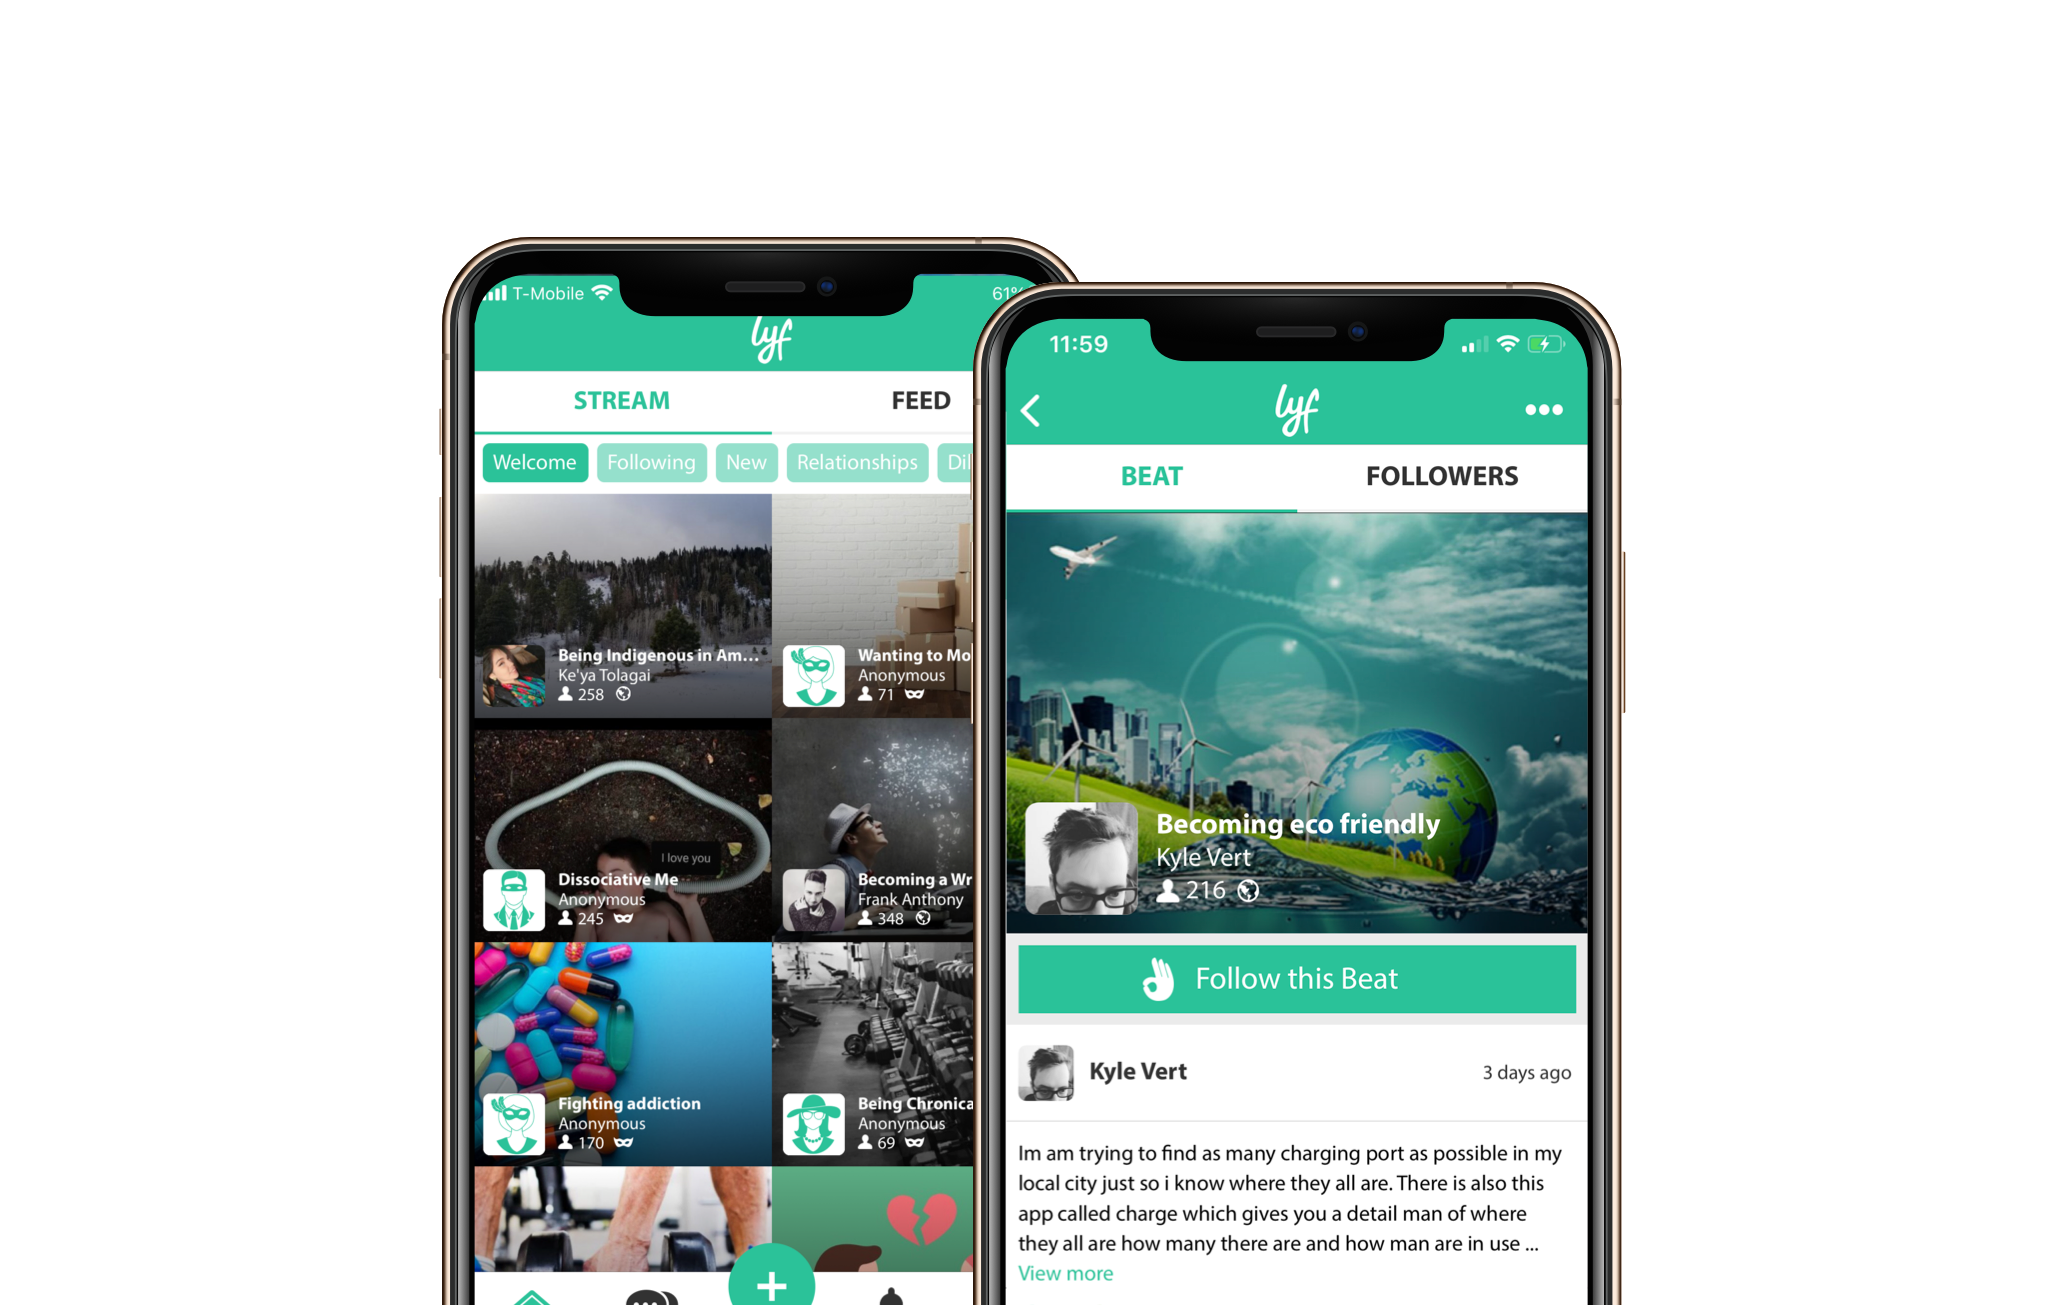 T-Mobile
lyf
STREAM
FEED
Welcome
Following
New
Relationships
Being Indigenous in Am...
Ke'ya Tolagai
258
Wanting to Mo
Anonymous
71
I love you
Dissociative Me
Anonymous
245
Becoming a Wr
Frank Anthony
348
Fighting addiction
Anonymous
170
Being Chronica
Anonymous
69
+
11:59
lyf
BEAT
FOLLOWERS
Becoming eco friendly
Kyle Vert
216
Follow this Beat
Kyle Vert
3 days ago
Im am trying to find as many charging port as possible in my
local city just so i know where they all are. There is also this
app called charge which gives you a detail man of where
they all are how many there are and how man are in use ...
View more